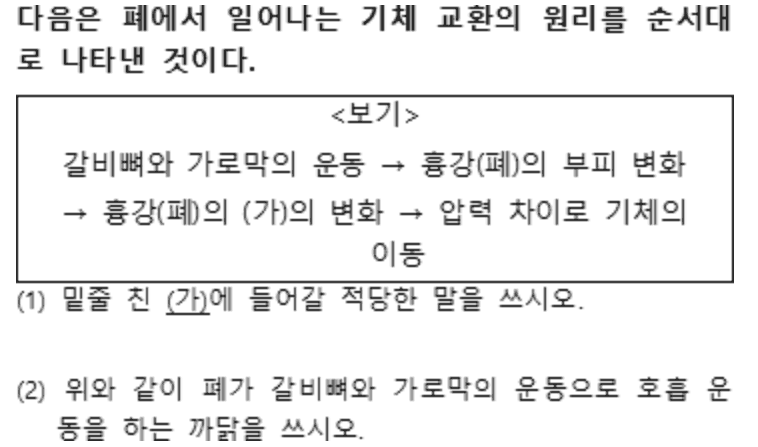 다음은 폐에서 일어나는 기체 교환의 원리를 순서대
로 나타낸 것이다.
<보기>
갈비뼈와 가로막의 운동 → 흉강(폐)의 부피 변화
→ 흉강(폐)의 (가)의 변화 → 압력 차이로 기체의
이동
(1) 밑줄 친 (가)에 들어갈 적당한 말을 쓰시오.
(2) 위와 같이 폐가 갈비뼈와 가로막의 운동으로 호흡 운
동을 하는 까닭을 쓰시오.